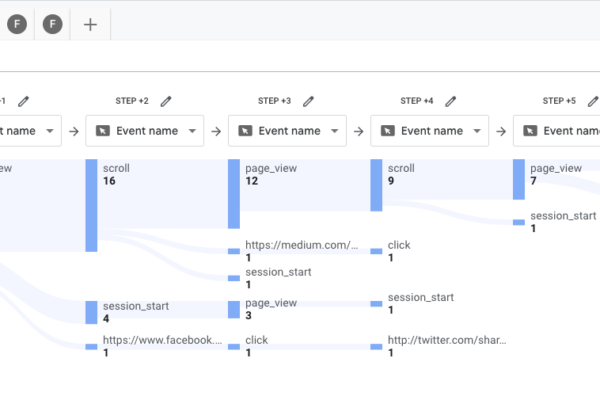 F F
-1 STEP +2 STEP +3 STEP +4 STEP +5
t name Event name Event name Event name Event nam
ew scroll page_view scroll page_view
16 12 9 7
session_start
1
https://medium.com/... click
1 1
session_start
1
session_start page_view session_start
4 3 1
https://www.facebook.... click http://twitter.com/shar...
1 1 1